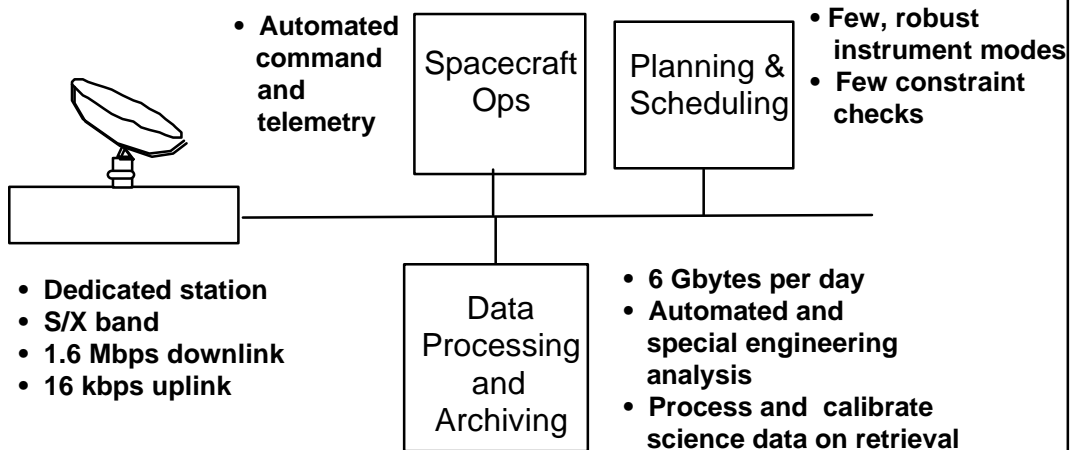 • Automated
command
and
telemetry
Spacecraft
Ops
Planning &
Scheduling
• Few, robust
instrument modes
• Few constraint
checks
• Dedicated station
• S/X band
• 1.6 Mbps downlink
• 16 kbps uplink
Data
Processing
and
Archiving
• 6 Gbytes per day
• Automated and
special engineering
analysis
• Process and calibrate
science data on retrieval